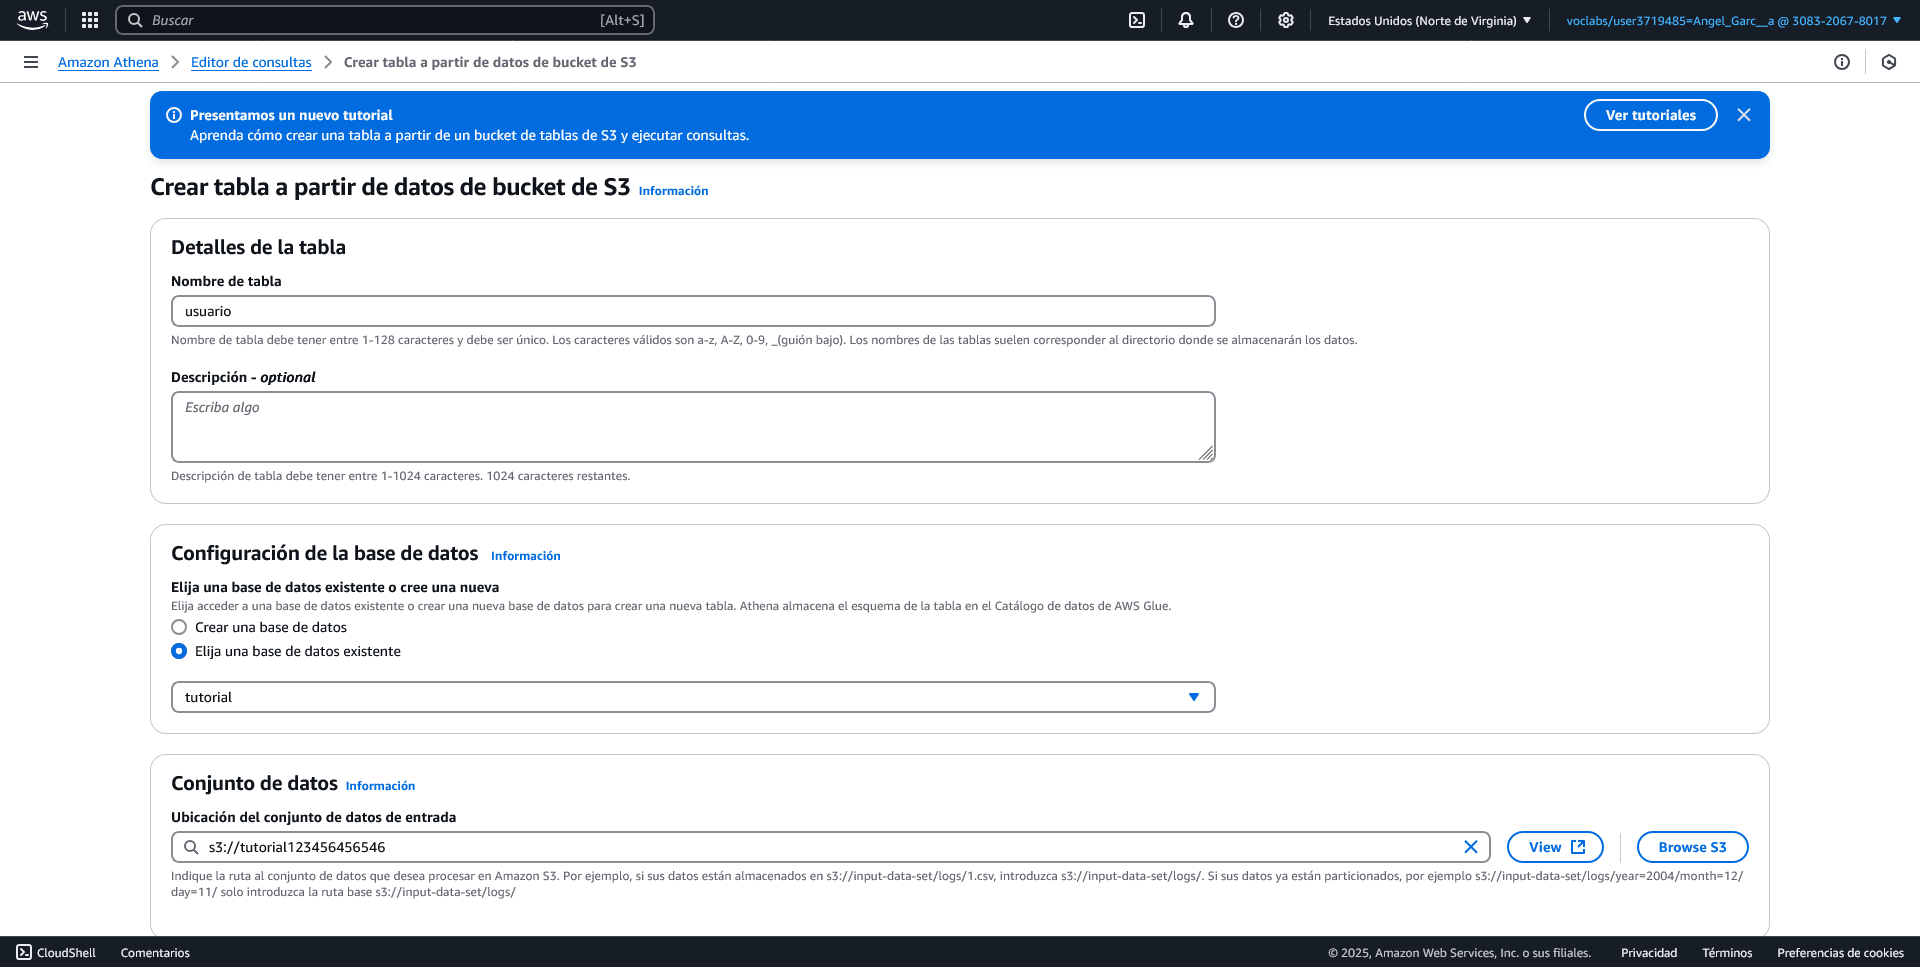 aws
Buscar [Alt+S] Estados Unidos (Norte de Virginia) voclabs/user3719485=Angel_Garc__a @ 3083-2067-8017
Amazon Athena > Editor de consultas > Crear tabla a partir de datos de bucket de S3
Presentamos un nuevo tutorial
Aprenda cómo crear una tabla a partir de un bucket de tablas de S3 y ejecutar consultas.
Ver tutoriales
Crear tabla a partir de datos de bucket de S3 Información
Detalles de la tabla
Nombre de tabla
usuario
Nombre de tabla debe tener entre 1-128 caracteres y debe ser único. Los caracteres válidos son a-z, A-Z, 0-9, _(guión bajo). Los nombres de las tablas suelen corresponder al directorio donde se almacenarán los datos.
Descripción - optional
Escriba algo
Descripción de tabla debe tener entre 1-1024 caracteres. 1024 caracteres restantes.
Configuración de la base de datos Información
Elija una base de datos existente o cree una nueva
Elija acceder a una base de datos existente o crear una nueva base de datos para crear una nueva tabla. Athena almacena el esquema de la tabla en el Catálogo de datos de AWS Glue.
Crear una base de datos
Elija una base de datos existente
tutorial
Conjunto de datos Información
Ubicación del conjunto de datos de entrada
s3://tutorial123456456546 View Browse S3
Indique la ruta al conjunto de datos que desea procesar en Amazon S3. Por ejemplo, si sus datos están almacenados en s3://input-data-set/logs/1.csv, introduzca s3://input-data-set/logs/. Si sus datos ya están particionados, por ejemplo s3://input-data-set/logs/year=2004/month=12/
day=11/ solo introduzca la ruta base s3://input-data-set/logs/
CloudShell Comentarios © 2025, Amazon Web Services, Inc. o sus filiales. Privacidad Términos Preferencias de cookies